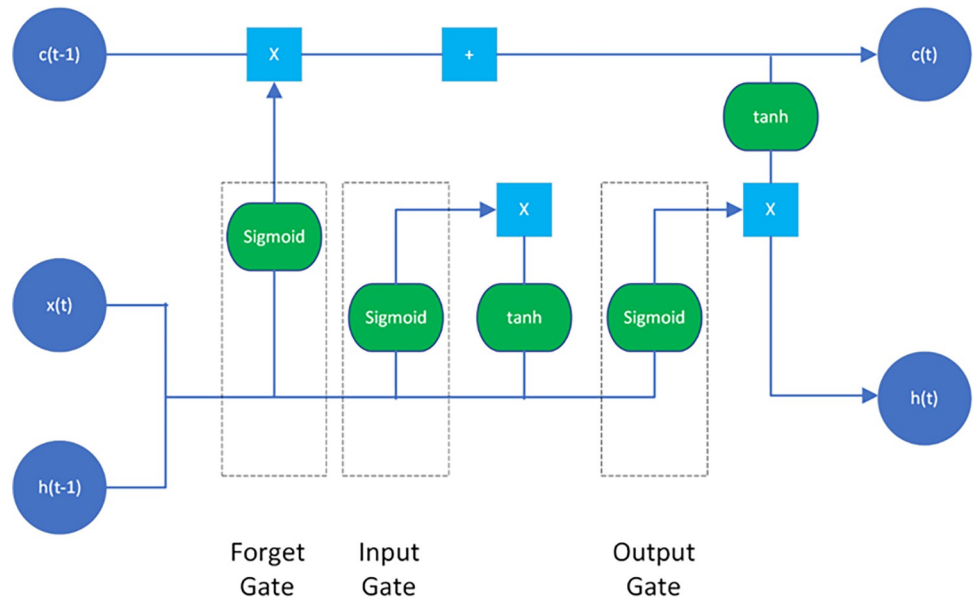 c(t-1)
X
+
c(t)
tanh
Sigmoid
X
X
x(t)
Sigmoid
tanh
Sigmoid
h(t)
h(t-1)
Forget
Gate
Input
Gate
Output
Gate